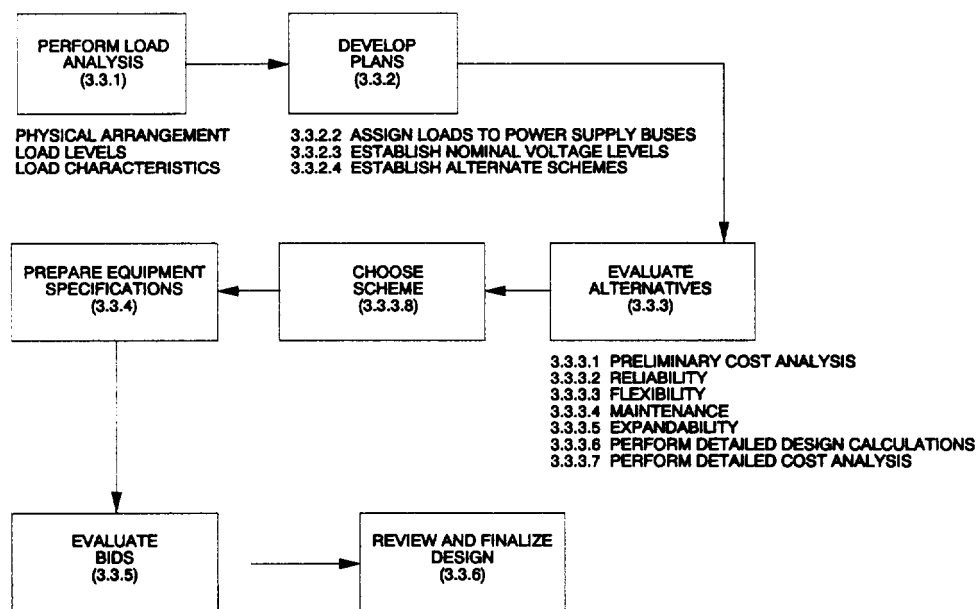 PERFORM LOAD
ANALYSIS
(3.3.1)
DEVELOP
PLANS
(3.3.2)
PHYSICAL ARRANGEMENT
LOAD LEVELS
LOAD CHARACTERISTICS
3.3.2.2 ASSIGN LOADS TO POWER SUPPLY BUSES
3.3.2.3 ESTABLISH NOMINAL VOLTAGE LEVELS
3.3.2.4 ESTABLISH ALTERNATE SCHEMES
EVALUATE
ALTERNATIVES
(3.3.3)
3.3.3.1 PRELIMINARY COST ANALYSIS
3.3.3.2 RELIABILITY
3.3.3.3 FLEXIBILITY
3.3.3.4 MAINTENANCE
3.3.3.5 EXPANDABILITY
3.3.3.6 PERFORM DETAILED DESIGN CALCULATIONS
3.3.3.7 PERFORM DETAILED COST ANALYSIS
CHOOSE
SCHEME
(3.3.3.8)
PREPARE EQUIPMENT
SPECIFICATIONS
(3.3.4)
EVALUATE
BIDS
(3.3.5)
REVIEW AND FINALIZE
DESIGN
(3.3.6)